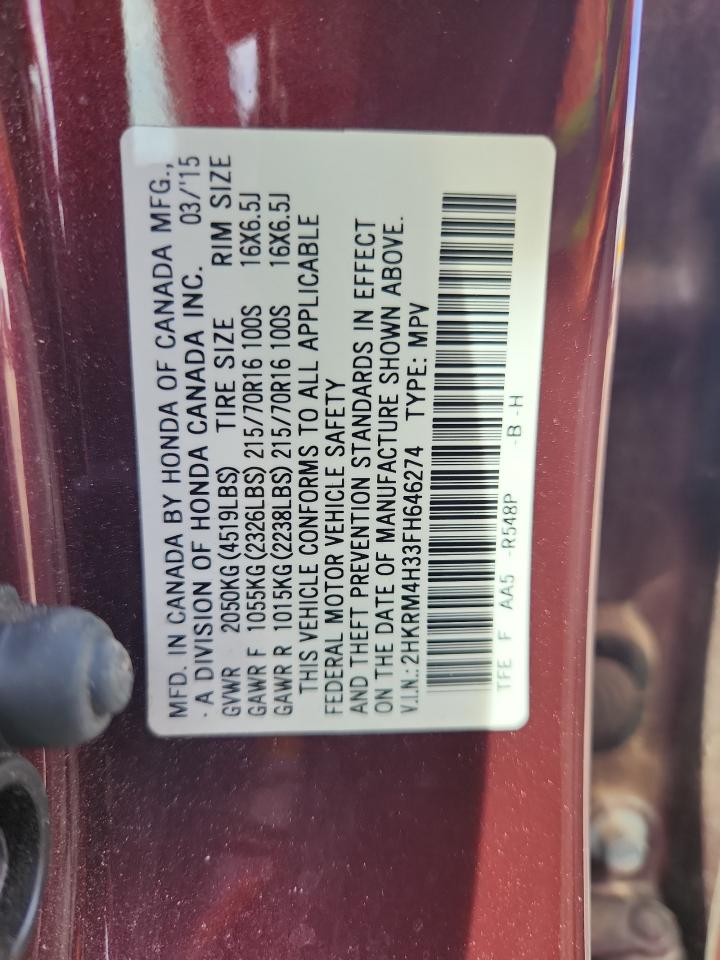 MFD. IN CANADA BY HONDA OF CANADA MFG.,
· A DIVISION OF HONDA CANADA INC. 03/'15
GVWR 2050KG(4519LBS) TIRE SIZE RIM SIZE
GAWR F 1055KG(2326LBS) 215/70R16 100S 16X6.5J
GAWR R 1015KG(2238LBS) 215/70R16 100S 16X6.5J
THIS VEHICLE CONFORMS TO ALL APPLICABLE
FEDERAL MOTOR VEHICLE SAFETY
AND THEFT PREVENTION STANDARDS IN EFFECT
ON THE DATE OF MANUFACTURE SHOWN ABOVE.
V.I.N.:2HKRM4H33FH646274 TYPE: MPV
TFE F AA5 -R548P -B -H